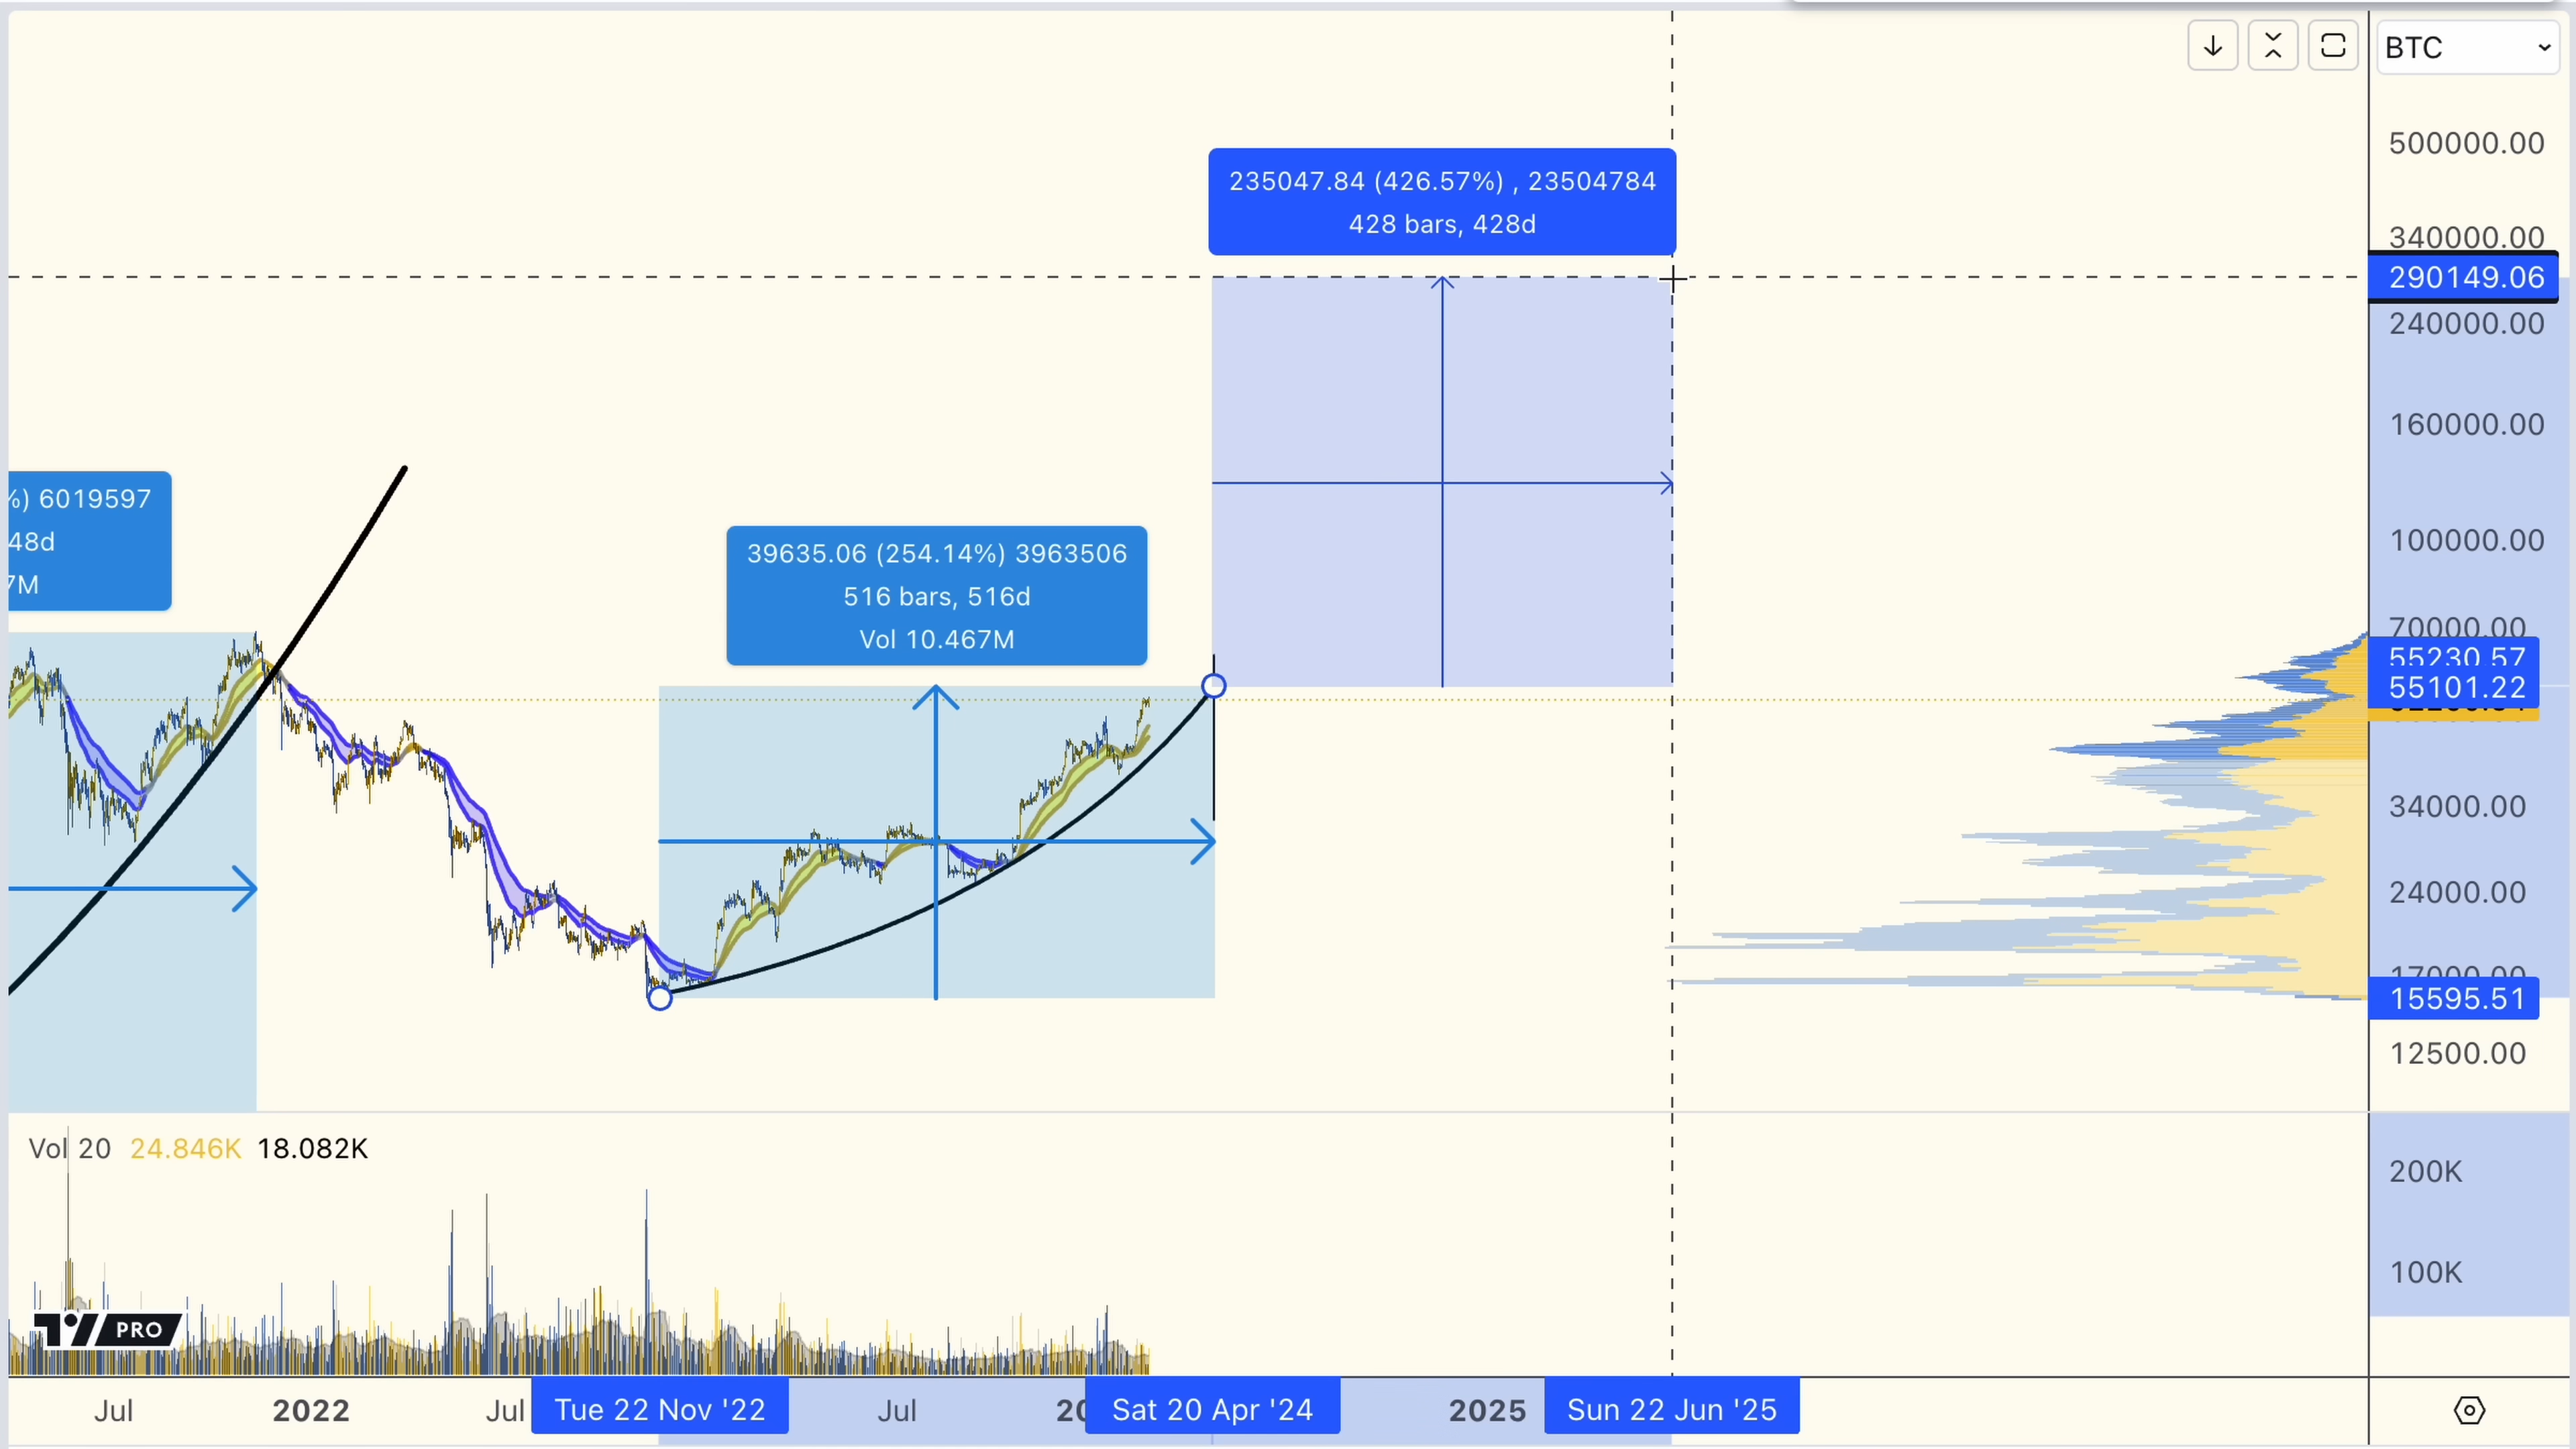 BTC
500000.00
235047.84 (426.57%) , 23504784
428 bars, 428d
340000.00
290149.06
240000.00
160000.00
%) 6019597
48d
7M
39635.06 (254.14%) 3963506
516 bars, 516d
Vol 10.467M
100000.00
70000.00
55230.57
55101.22
34000.00
24000.00
17000.00
15595.51
12500.00
Vol 20 24.846K 18.082K
200K
100K
PRO
Jul 2022 Jul Tue 22 Nov '22 Jul Sat 20 Apr '24 2025 Sun 22 Jun '25